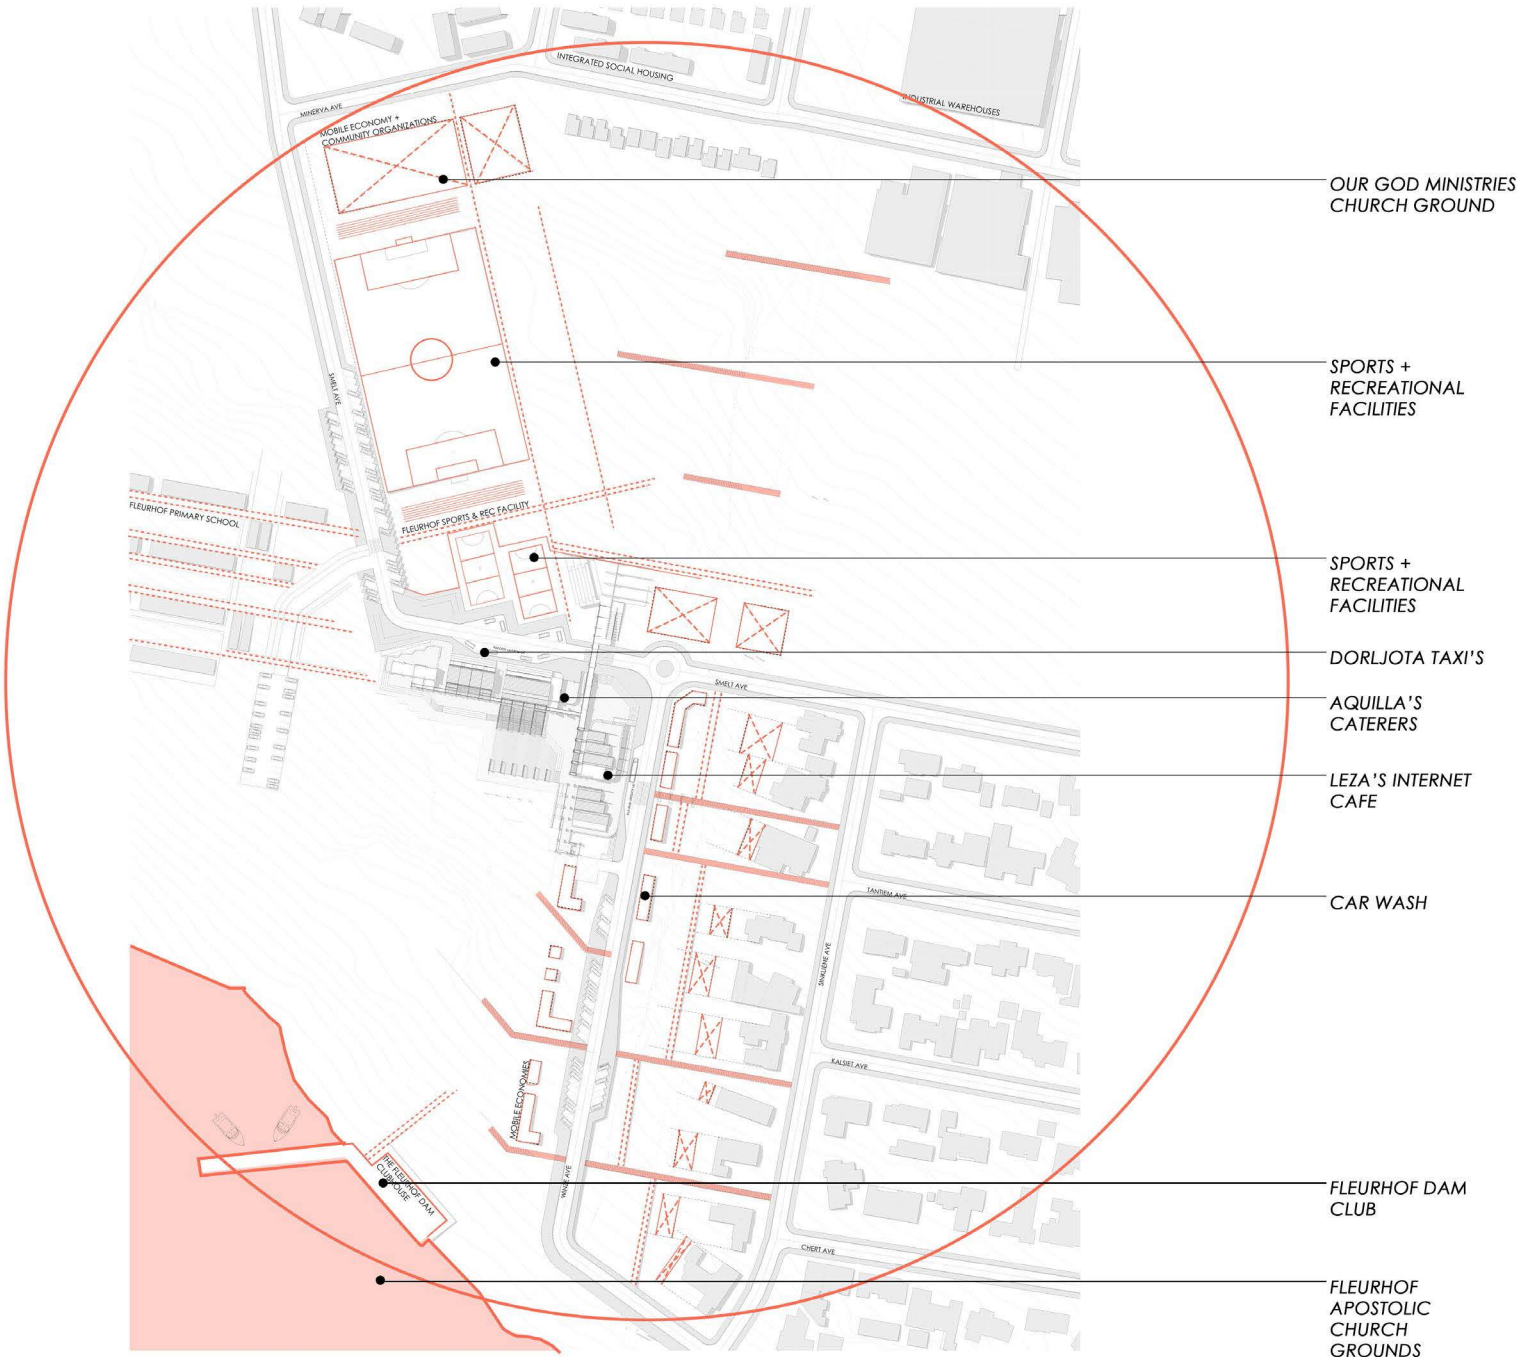 INTEGRATED SOCIAL HOUSING
INDUSTRIAL WAREHOUSES
MINERVA AVE
MOBILE ECONOMY +
COMMUNITY ORGANIZATIONS
OUR GOD MINISTRIES
CHURCH GROUND
SPORTS +
RECREATIONAL
FACILITIES
SMELT AVE
FLEURHOF PRIMARY SCHOOL
FLEURHOF SPORTS & REC FACILITY
SPORTS +
RECREATIONAL
FACILITIES
DORLJOTA TAXI'S
SMELT AVE
AQUILLA'S
CATERERS
LEZA'S INTERNET
CAFE
TANTIEM AVE
CAR WASH
SINKLIEME AVE
KALSIET AVE
MOBILE ECONOMIES
WINZE AVE
THE FLEURHOF DAM
CLUBHOUSE
FLEURHOF DAM
CLUB
CHERT AVE
FLEURHOF
APOSTOLIC
CHURCH
GROUNDS